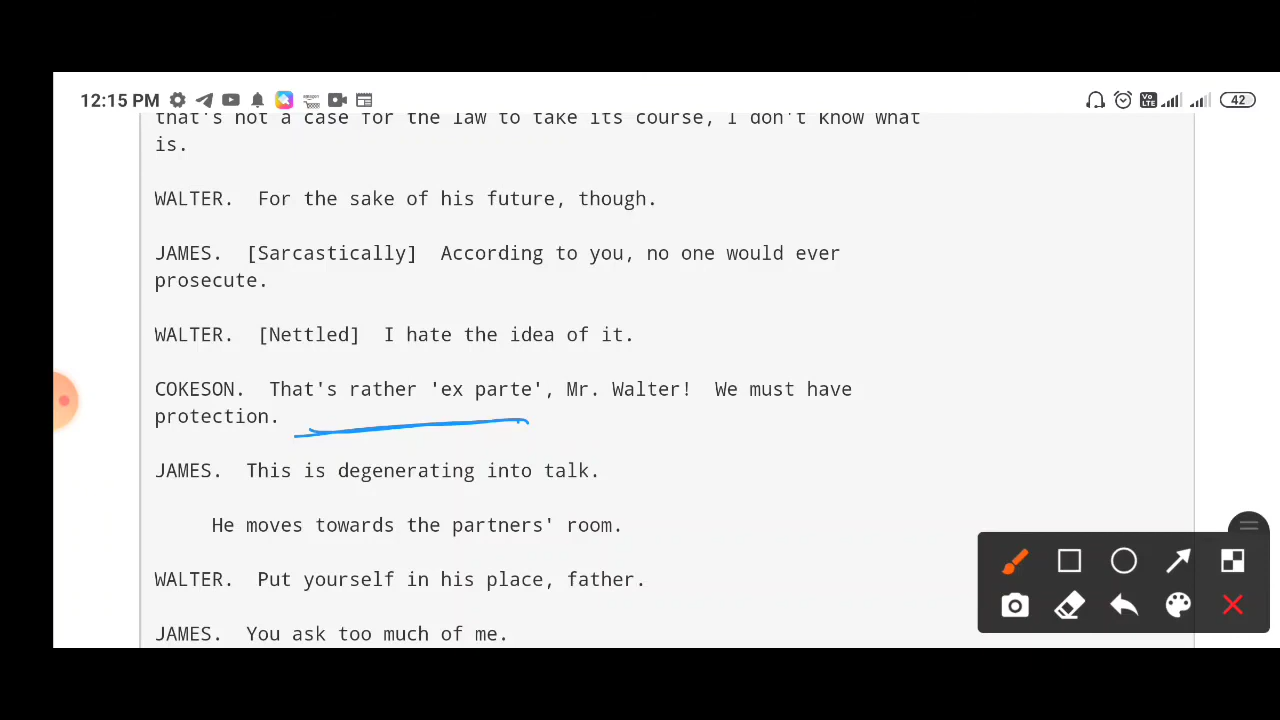 12:15 PM
Vo LTE
42
that's not a case for the law to take its course, I don't know what
is.
WALTER. For the sake of his future, though.
JAMES. [Sarcastically] According to you, no one would ever
prosecute.
WALTER. [Nettled] I hate the idea of it.
COKESON. That's rather 'ex parte', Mr. Walter! We must have
protection.
JAMES. This is degenerating into talk.
He moves towards the partners' room.
WALTER. Put yourself in his place, father.
JAMES. You ask too much of me.